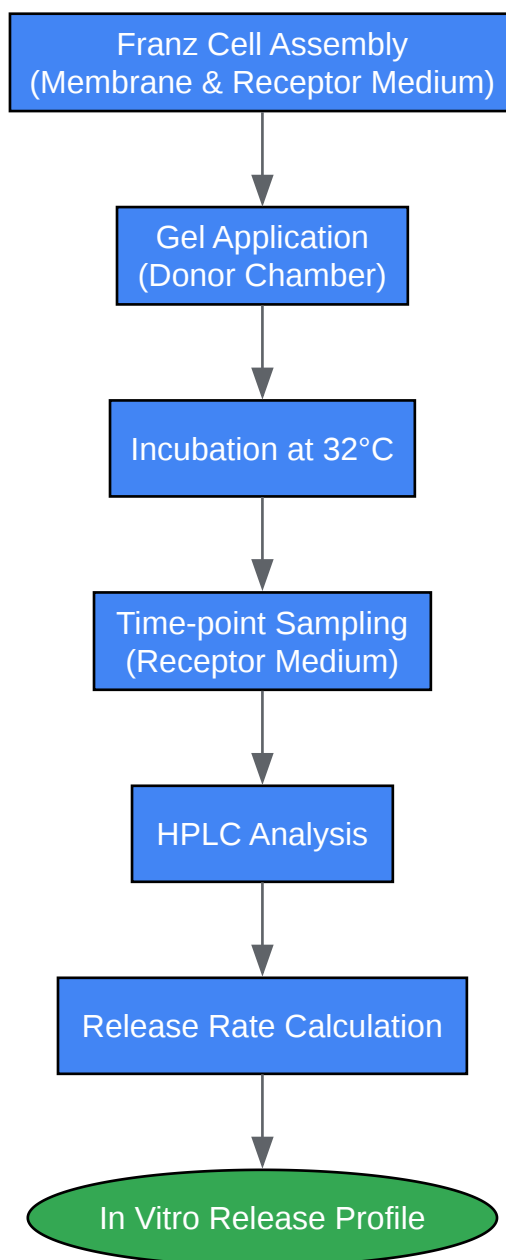 Franz Cell Assembly
(Membrane & Receptor Medium)
Gel Application
(Donor Chamber)
Incubation at 32°C
Time-point Sampling
(Receptor Medium)
HPLC Analysis
Release Rate Calculation
In Vitro Release Profile